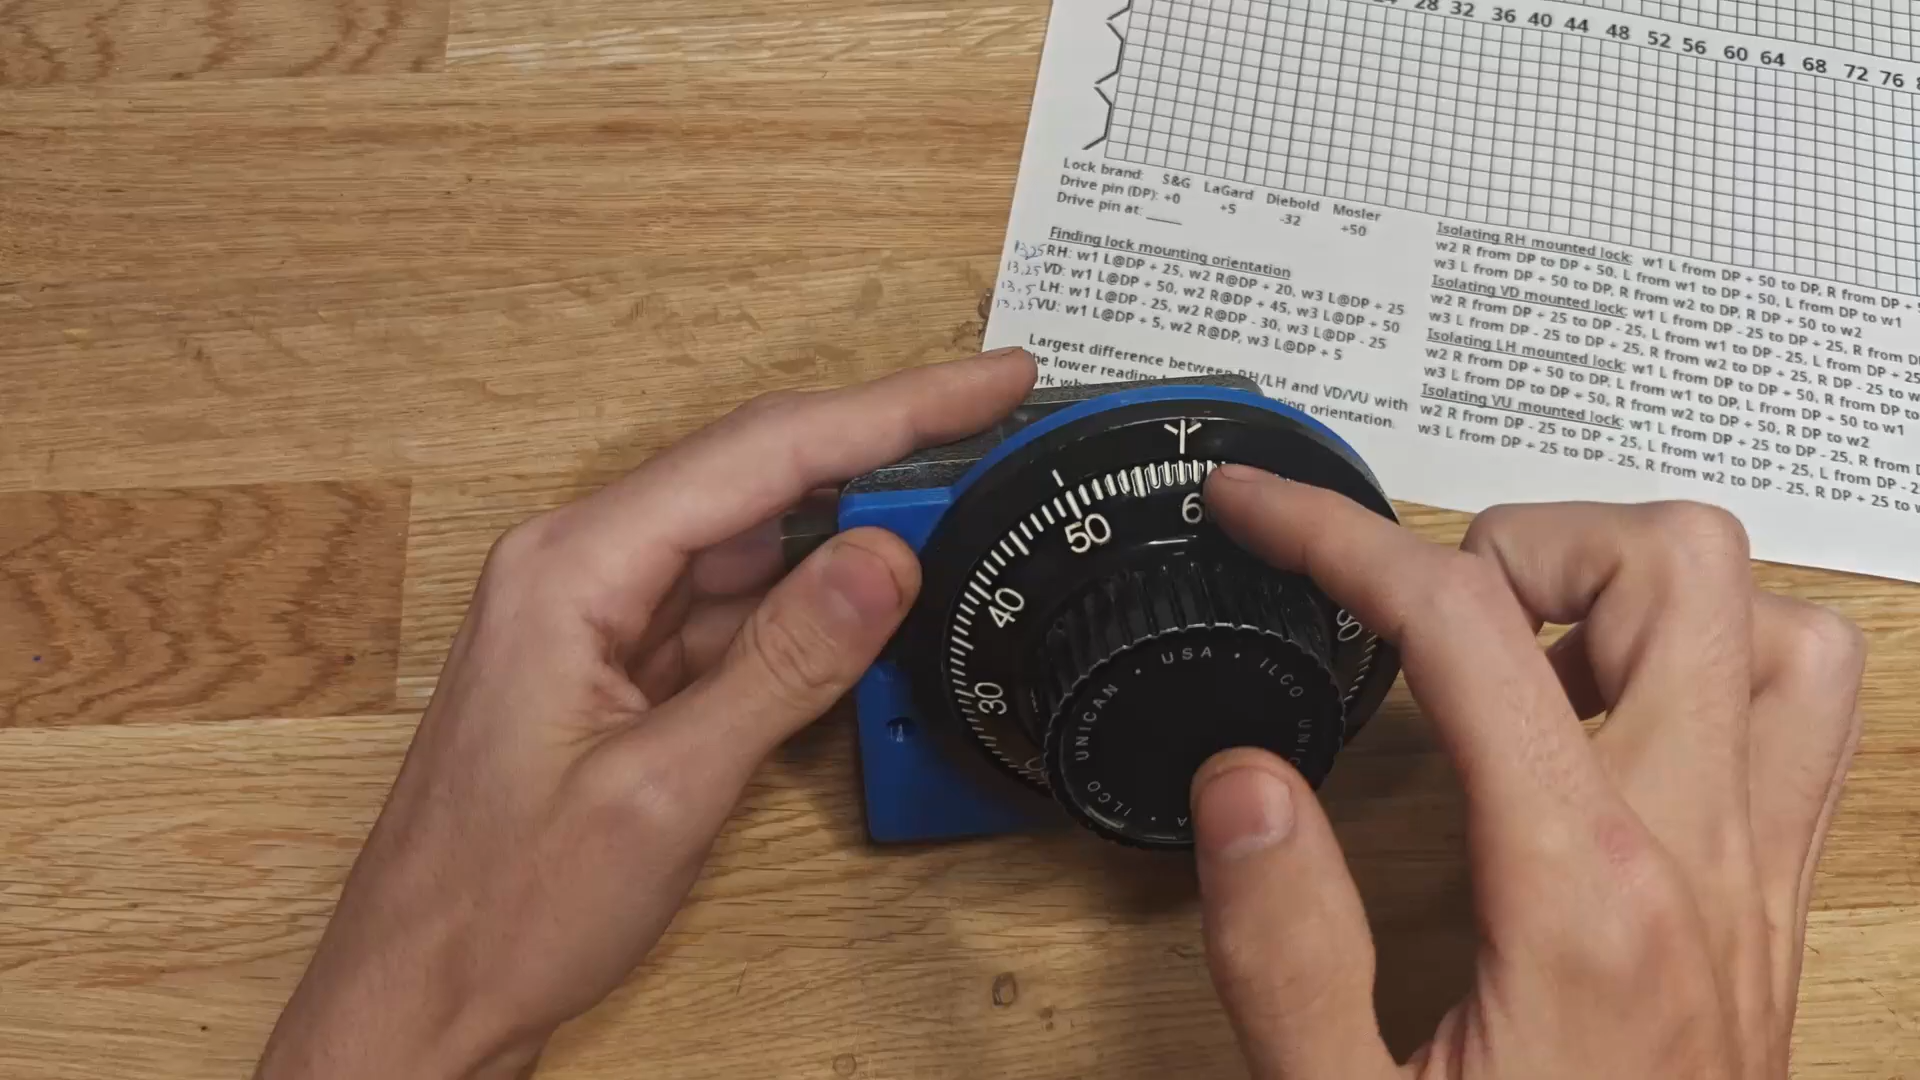 28 32 36 40 44 48 52 56 60 64 68 72 76
Lock brand: S&G LaGard Diebold Mosler
Drive pin (DP): +0 +5 -32 +50
Drive pin at: ____
Finding lock mounting orientation
13,25 RH: w1 L@DP + 25, w2 R@DP + 20, w3 L@DP + 25
13,25 VD: w1 L@DP + 50, w2 R@DP + 45, w3 L@DP + 50
13,5 LH: w1 L@DP - 25, w2 R@DP - 30, w3 L@DP - 25
13,25 VU: w1 L@DP + 5, w2 R@DP, w3 L@DP + 5
Largest difference between RH/LH and VD/VU with
he lower reading
orientation.
Isolating RH mounted lock: w1 L from DP + 50 to DP, R from DP +
w2 R from DP to DP + 50, L from w1 to DP + 50, L from DP to w1
w3 L from DP + 50 to DP, R from w2 to DP, R DP + 50 to w2
Isolating VD mounted lock: w1 L from DP - 25 to DP + 25, R from
w2 R from DP + 25 to DP - 25, L from w1 to DP - 25, L from DP + 25
w3 L from DP - 25 to DP + 25, R from w2 to DP + 25, R DP - 25 to
Isolating LH mounted lock: w1 L from DP to DP + 50, R from DP to
w2 R from DP + 50 to DP, L from w1 to DP, L from DP + 50 to w1
w3 L from DP to DP + 50, R from w2 to DP + 50, R DP to w2
Isolating VU mounted lock: w1 L from DP + 25 to DP - 25, R from
w2 R from DP - 25 to DP + 25, L from w1 to DP + 25, L from DP - 2
w3 L from DP + 25 to DP - 25, R from w2 to DP - 25, R DP + 25 to
50
40
30
USA • ILCO
UNICAN • ILCO